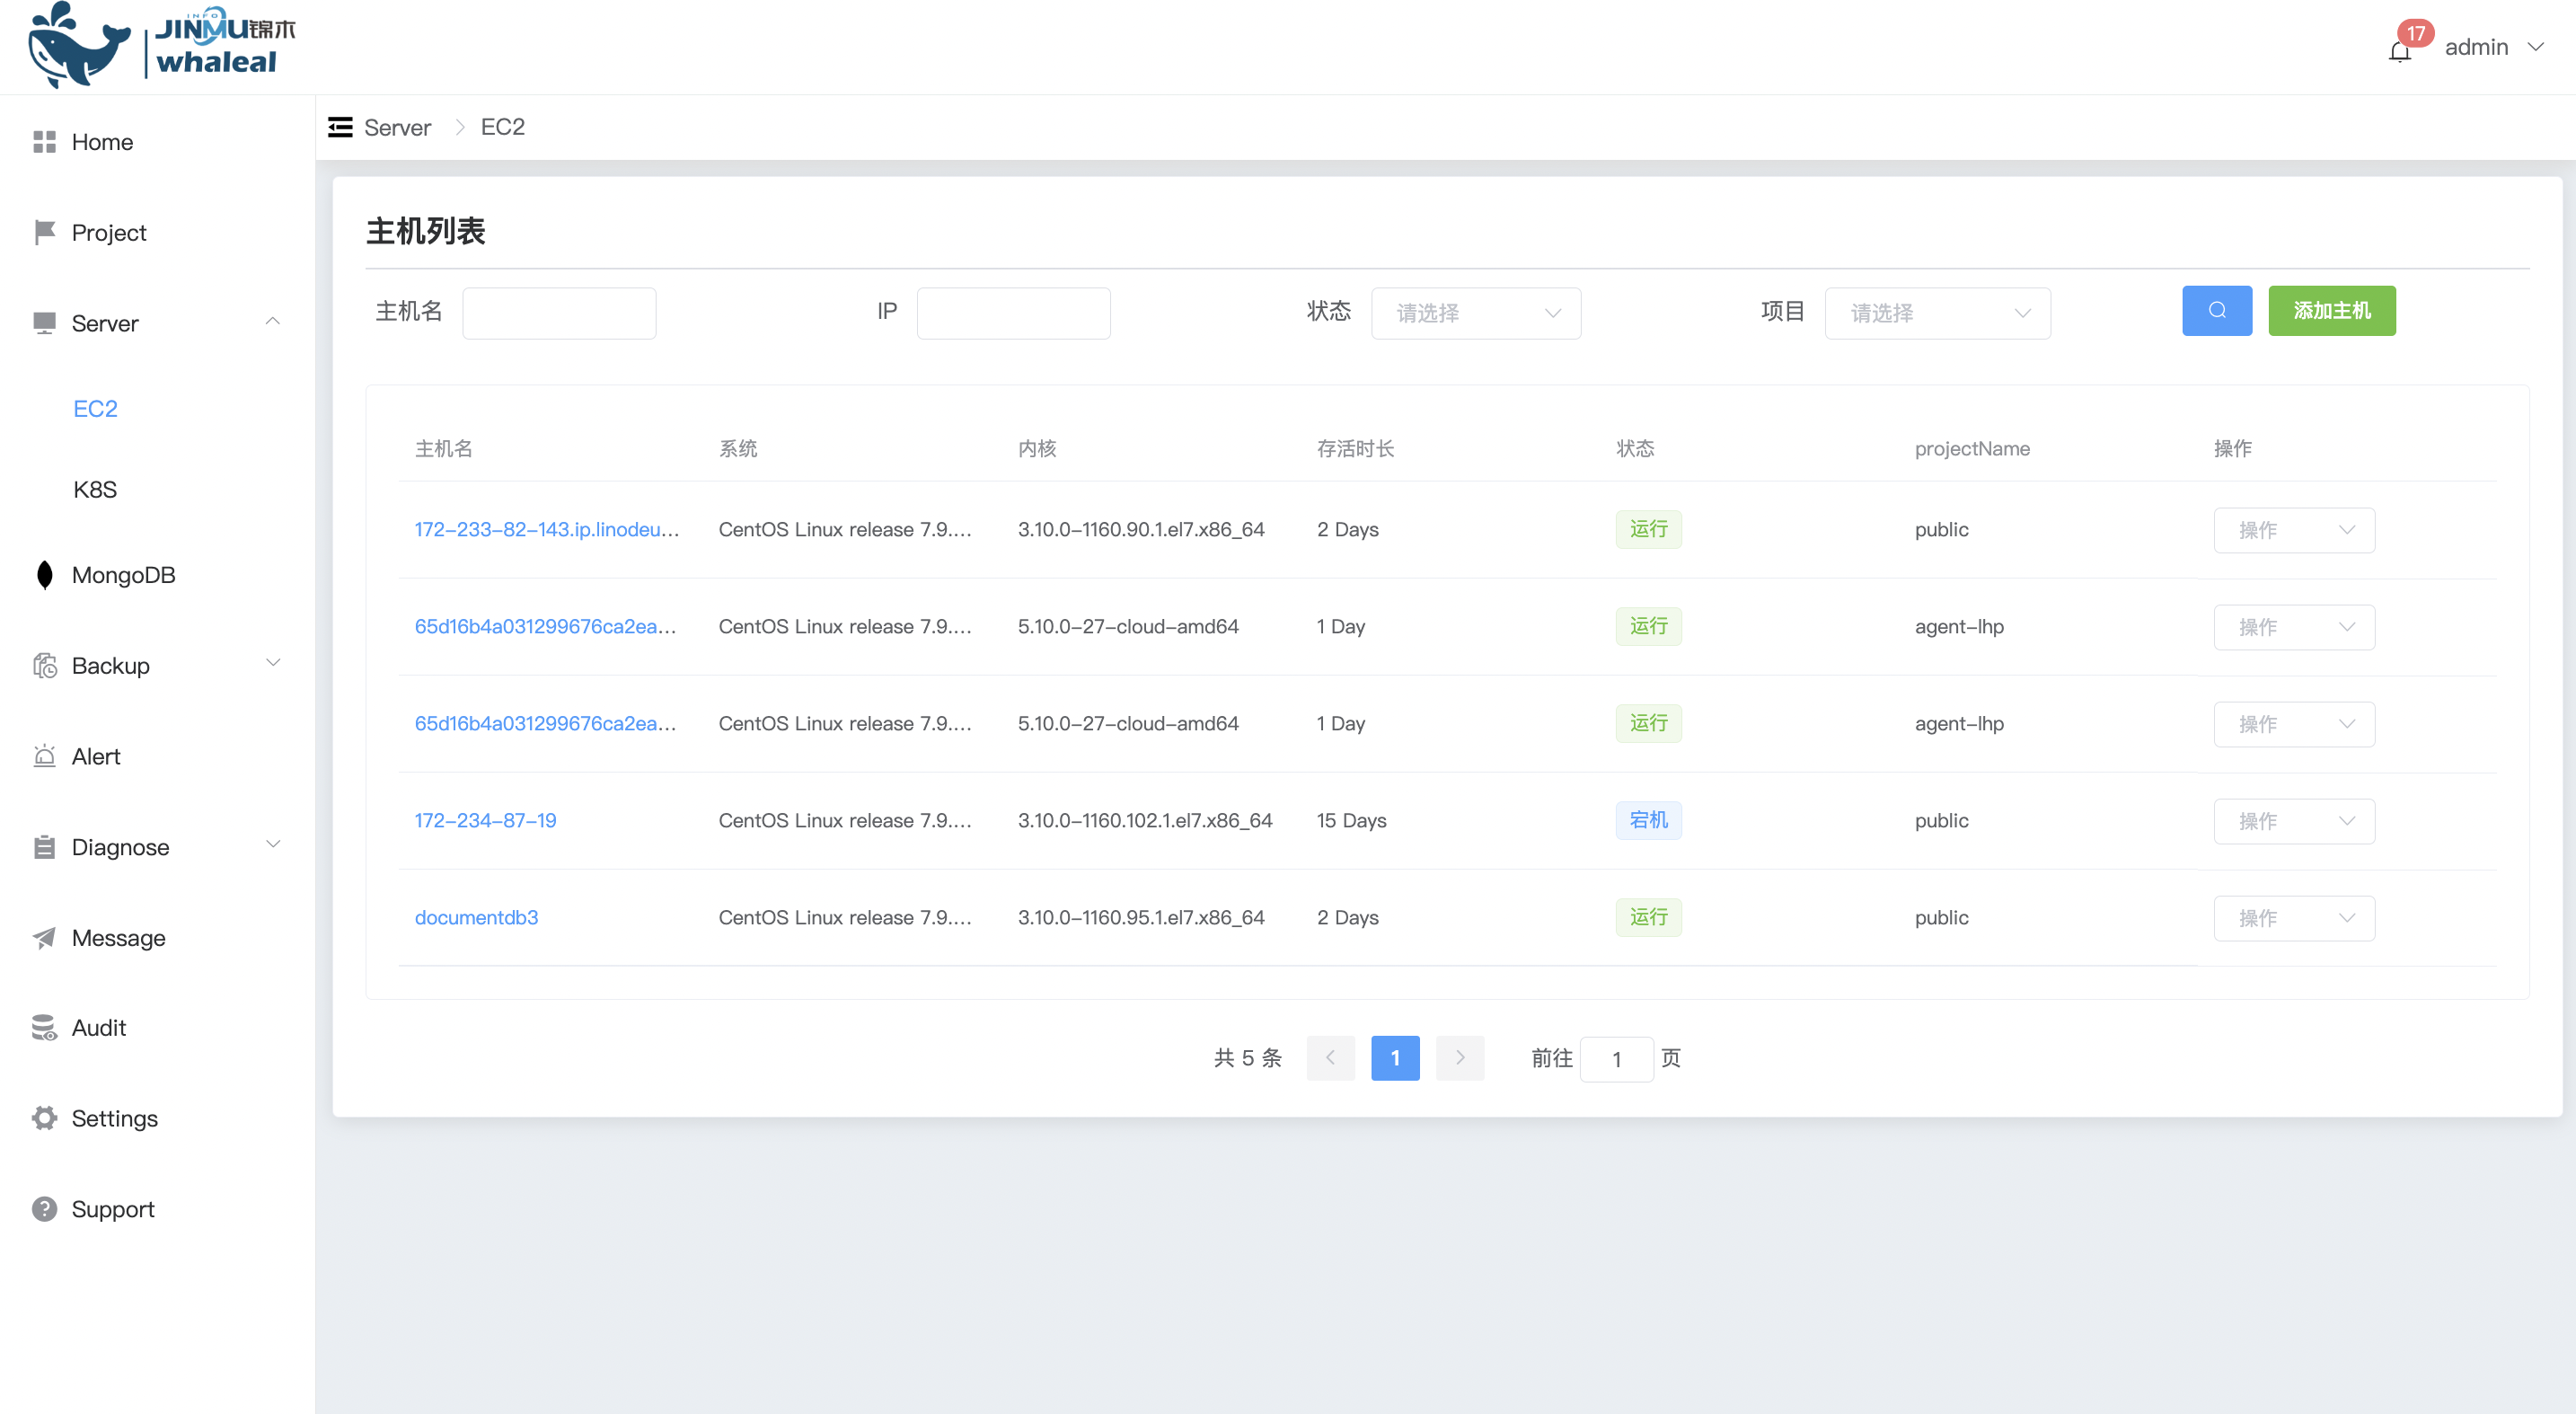 INFO
JINMU锦木
whaleal
17
admin
Home
Project
Server
EC2
K8S
MongoDB
Backup
Alert
Diagnose
Message
Audit
Settings
Support
Server > EC2
主机列表
主机名 IP 状态 请选择 项目 请选择 添加主机
主机名 系统 内核 存活时长 状态 projectName 操作
172-233-82-143.ip.linodeu... CentOS Linux release 7.9.... 3.10.0-1160.90.1.el7.x86_64 2 Days 运行 public 操作
65d16b4a031299676ca2ea... CentOS Linux release 7.9.... 5.10.0-27-cloud-amd64 1 Day 运行 agent-lhp 操作
65d16b4a031299676ca2ea... CentOS Linux release 7.9.... 5.10.0-27-cloud-amd64 1 Day 运行 agent-lhp 操作
172-234-87-19 CentOS Linux release 7.9.... 3.10.0-1160.102.1.el7.x86_64 15 Days 宕机 public 操作
documentdb3 CentOS Linux release 7.9.... 3.10.0-1160.95.1.el7.x86_64 2 Days 运行 public 操作
共 5 条 < 1 > 前往 1 页